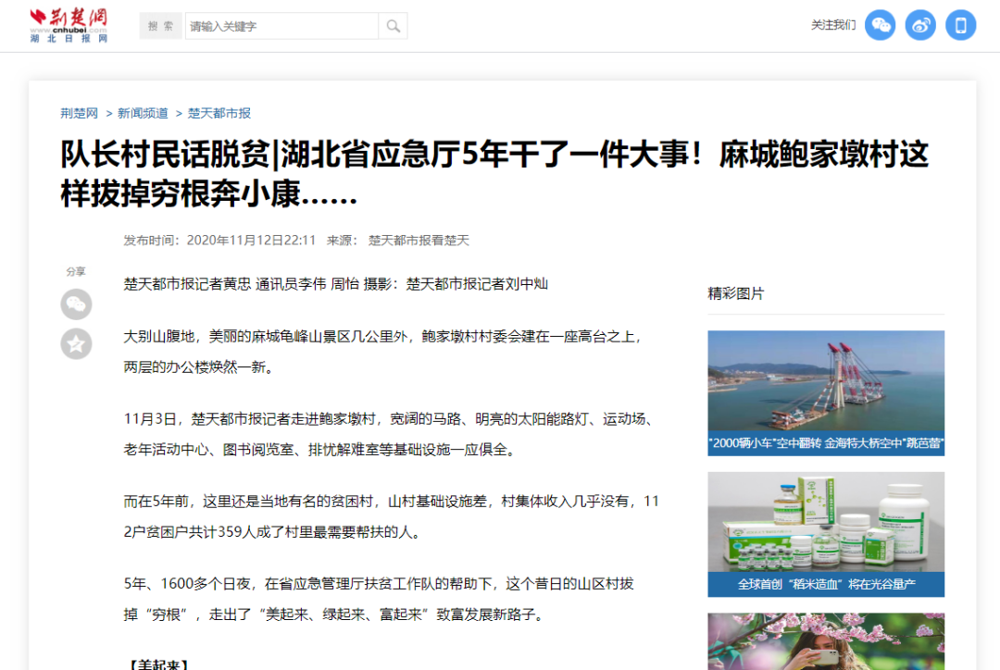 荆楚网
www.cnhubei.com
湖北日报网
搜 索
请输入关键字
关注我们
荆楚网 > 新闻频道 > 楚天都市报
队长村民话脱贫|湖北省应急厅5年干了一件大事！麻城鲍家墩村这
样拔掉穷根奔小康……
发布时间：2020年11月12日22:11 来源： 楚天都市报看楚天
分享
楚天都市报记者黄忠 通讯员李伟 周怡 摄影：楚天都市报记者刘中灿
大别山腹地，美丽的麻城龟峰山景区几公里外，鲍家墩村村委会建在一座高台之上，
两层的办公楼焕然一新。
11月3日，楚天都市报记者走进鲍家墩村，宽阔的马路、明亮的太阳能路灯、运动场、
老年活动中心、图书阅览室、排忧解难室等基础设施一应俱全。
而在5年前，这里还是当地有名的贫困村，山村基础设施差，村集体收入几乎没有，11
2户贫困户共计359人成了村里最需要帮扶的人。
5年、1600多个日夜，在省应急管理厅扶贫工作队的帮助下，这个昔日的山区村拔
掉“穷根”，走出了“美起来、绿起来、富起来”致富发展新路子。
【美起来】
精彩图片
"2000辆小车"空中翻转 金海特大桥空中"跳芭蕾"
全球首创“稻米造血”将在光谷量产